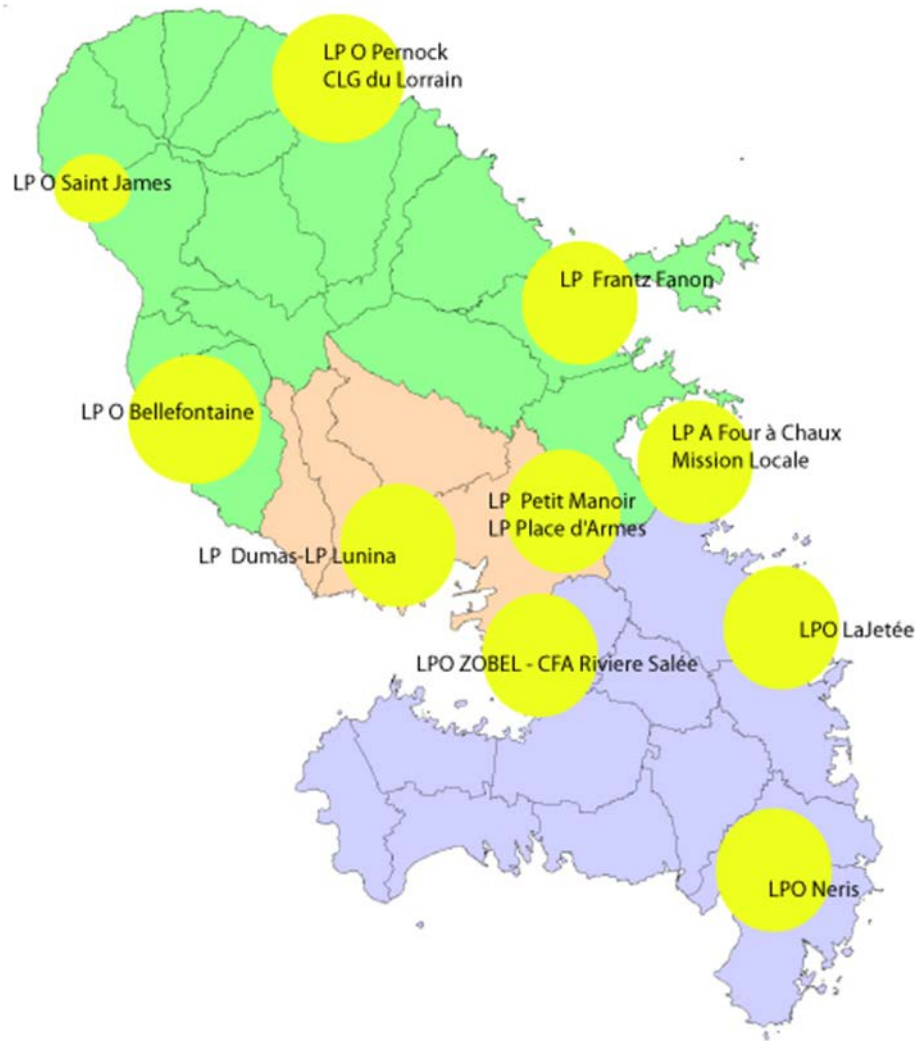 LP O Pernock
CLG du Lorrain
LP O Saint James
LP Frantz Fanon
LP O Bellefontaine
LP A Four à Chaux
Mission Locale
LP Petit Manoir
LP Place d'Armes
LP Dumas-LP Lunina
LPO LaJetée
LPO ZOBEL - CFA Riviere Salée
LPO Neris